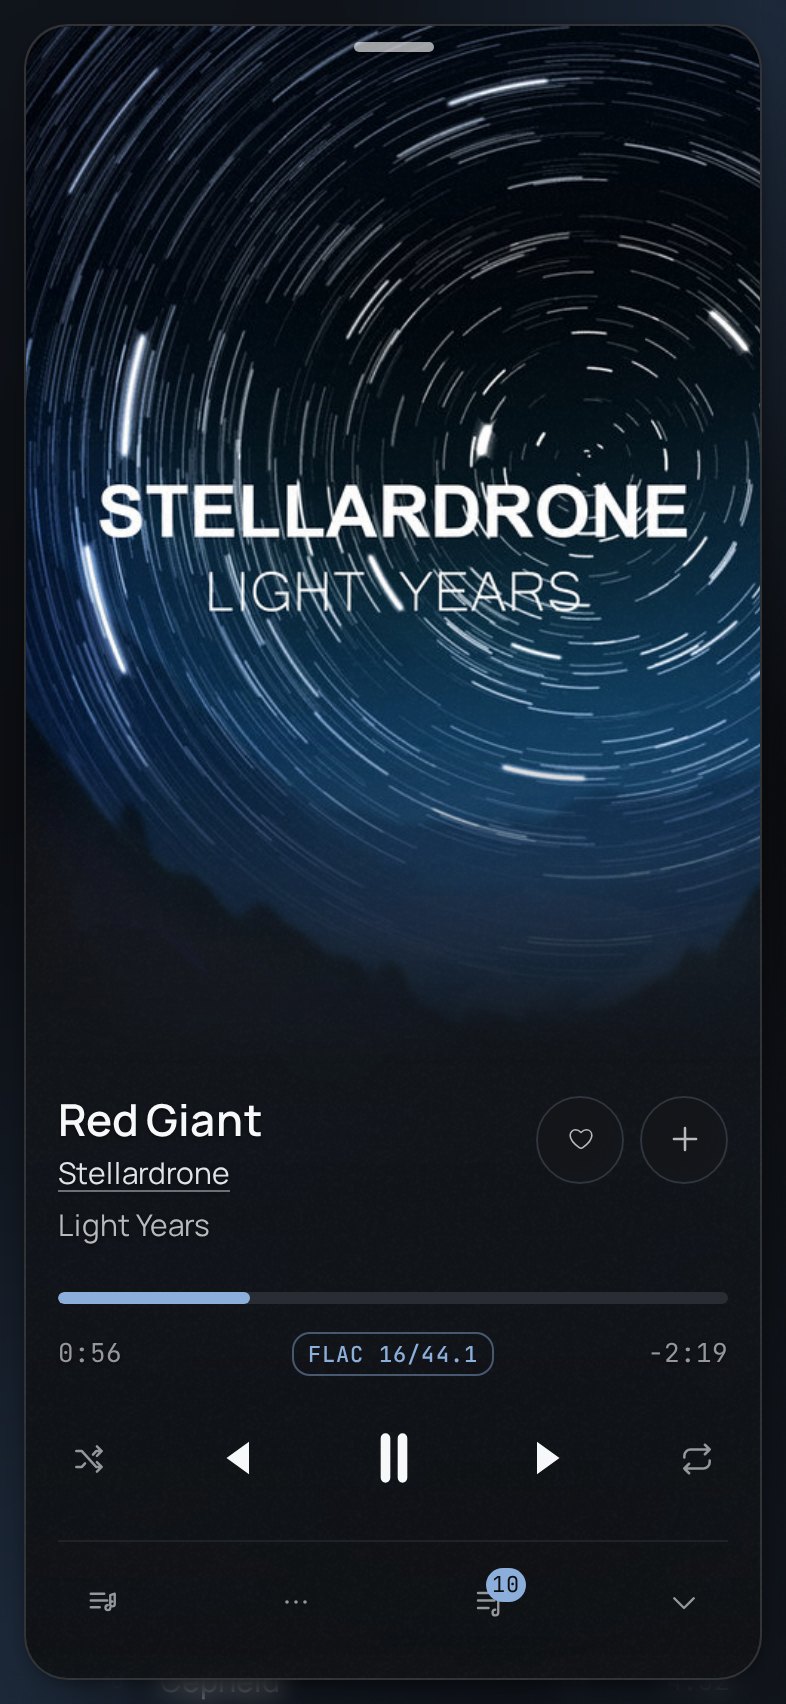 STELLARDRONE
LIGHT YEARS
Red Giant
Stellardrone
Light Years
0:56
FLAC 16/44.1
-2:19
10